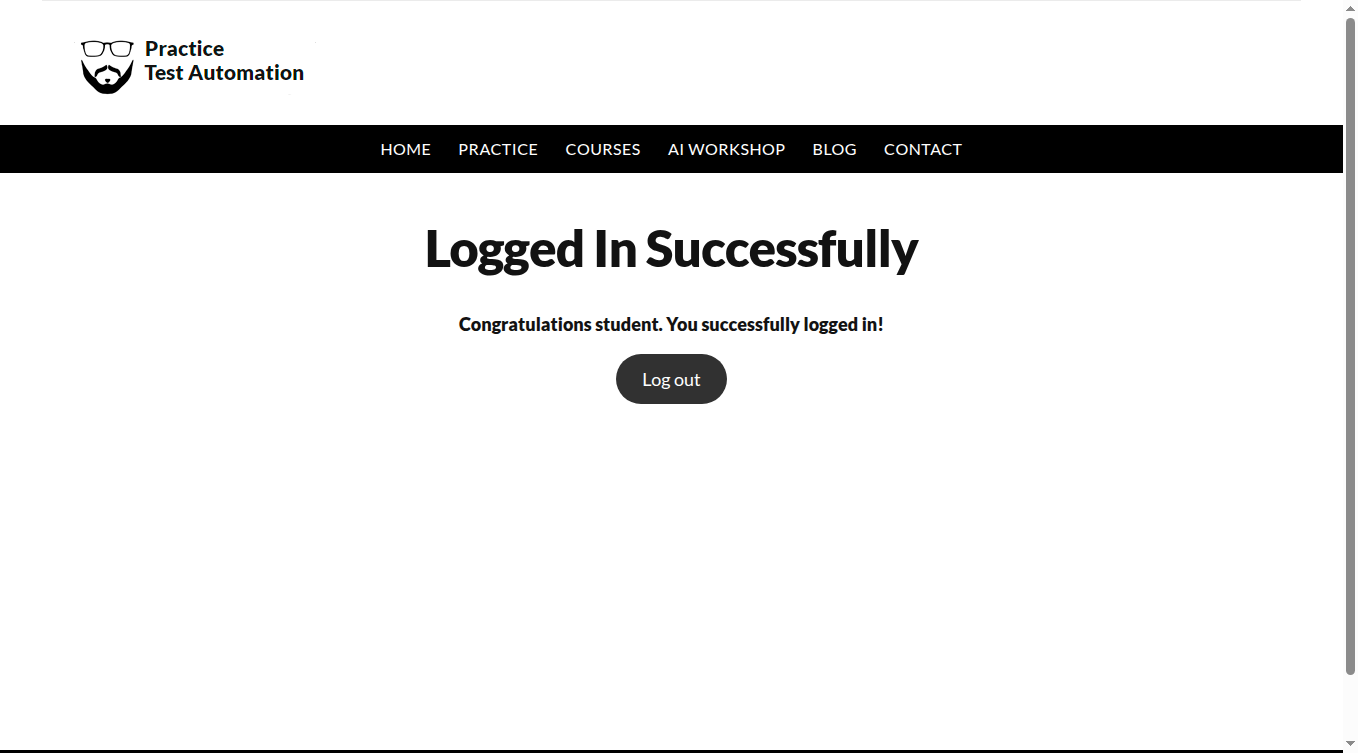 Practice
Test Automation
HOME PRACTICE COURSES AI WORKSHOP BLOG CONTACT
Logged In Successfully
Congratulations student. You successfully logged in!
Log out